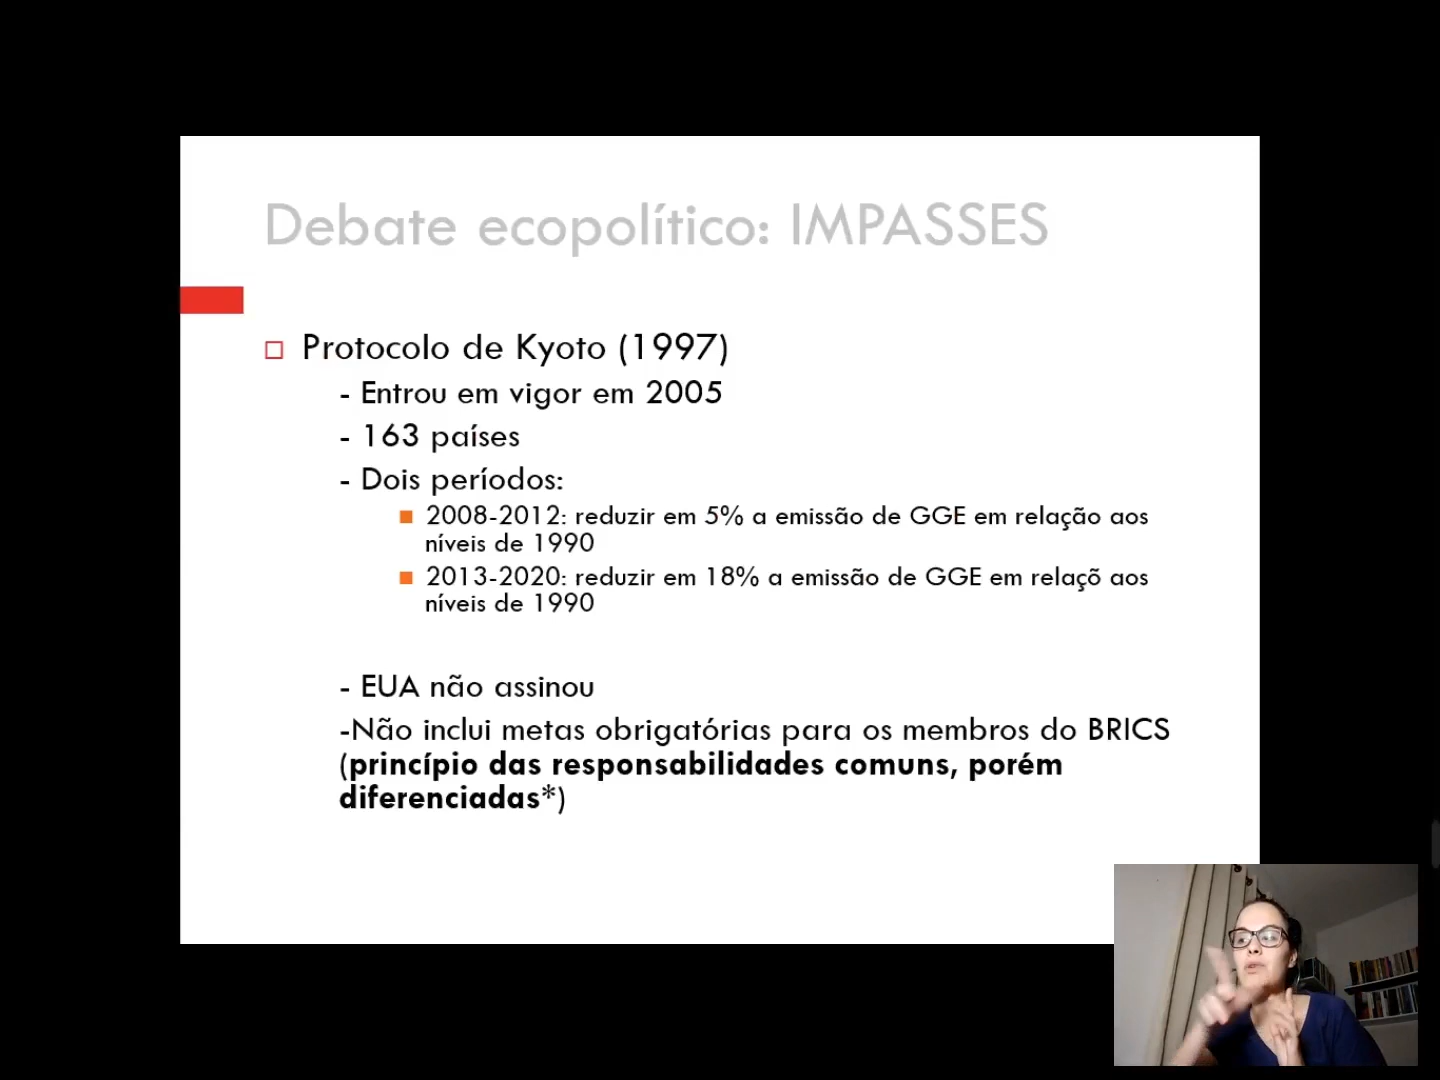 Debate ecopolítico: IMPASSES
Protocolo de Kyoto (1997)
- Entrou em vigor em 2005
- 163 países
- Dois períodos:
2008-2012: reduzir em 5% a emissão de GGE em relação aos
níveis de 1990
2013-2020: reduzir em 18% a emissão de GGE em relaçõ aos
níveis de 1990
- EUA não assinou
-Não inclui metas obrigatórias para os membros do BRICS
(princípio das responsabilidades comuns, porém
diferenciadas*)